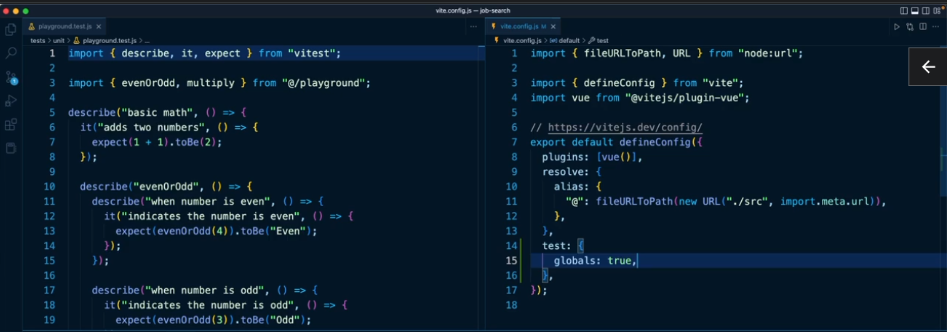 vite.config.js — job-search
playground.test.js
tests > unit > playground.test.js > ...
1 import { describe, it, expect } from "vitest";
2
3 import { evenOrOdd, multiply } from "@/playground";
4
5 describe("basic math", () => {
6 it("adds two numbers", () => {
7 expect(1 + 1).toBe(2);
8 });
9
10 describe("evenOrOdd", () => {
11 describe("when number is even", () => {
12 it("indicates the number is even", () => {
13 expect(evenOrOdd(4)).toBe("Even");
14 });
15 });
16
17 describe("when number is odd", () => {
18 it("indicates the number is odd", () => {
19 expect(evenOrOdd(3)).toBe("Odd");
vite.config.js M
vite.config.js > default > test
1 import { fileURLToPath, URL } from "node:url";
2
3 import { defineConfig } from "vite";
4 import vue from "@vitejs/plugin-vue";
5
6 // https://vitejs.dev/config/
7 export default defineConfig({
8 plugins: [vue()],
9 resolve: {
10 alias: {
11 "@": fileURLToPath(new URL("./src", import.meta.url)),
12 },
13 },
14 test: {
15 globals: true,
16 },
17 });
18